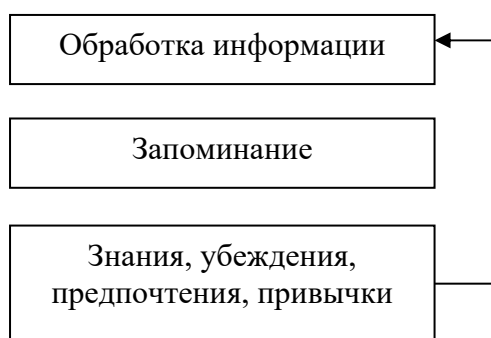 Обработка информации
Запоминание
Знания, убеждения,
предпочтения, привычки